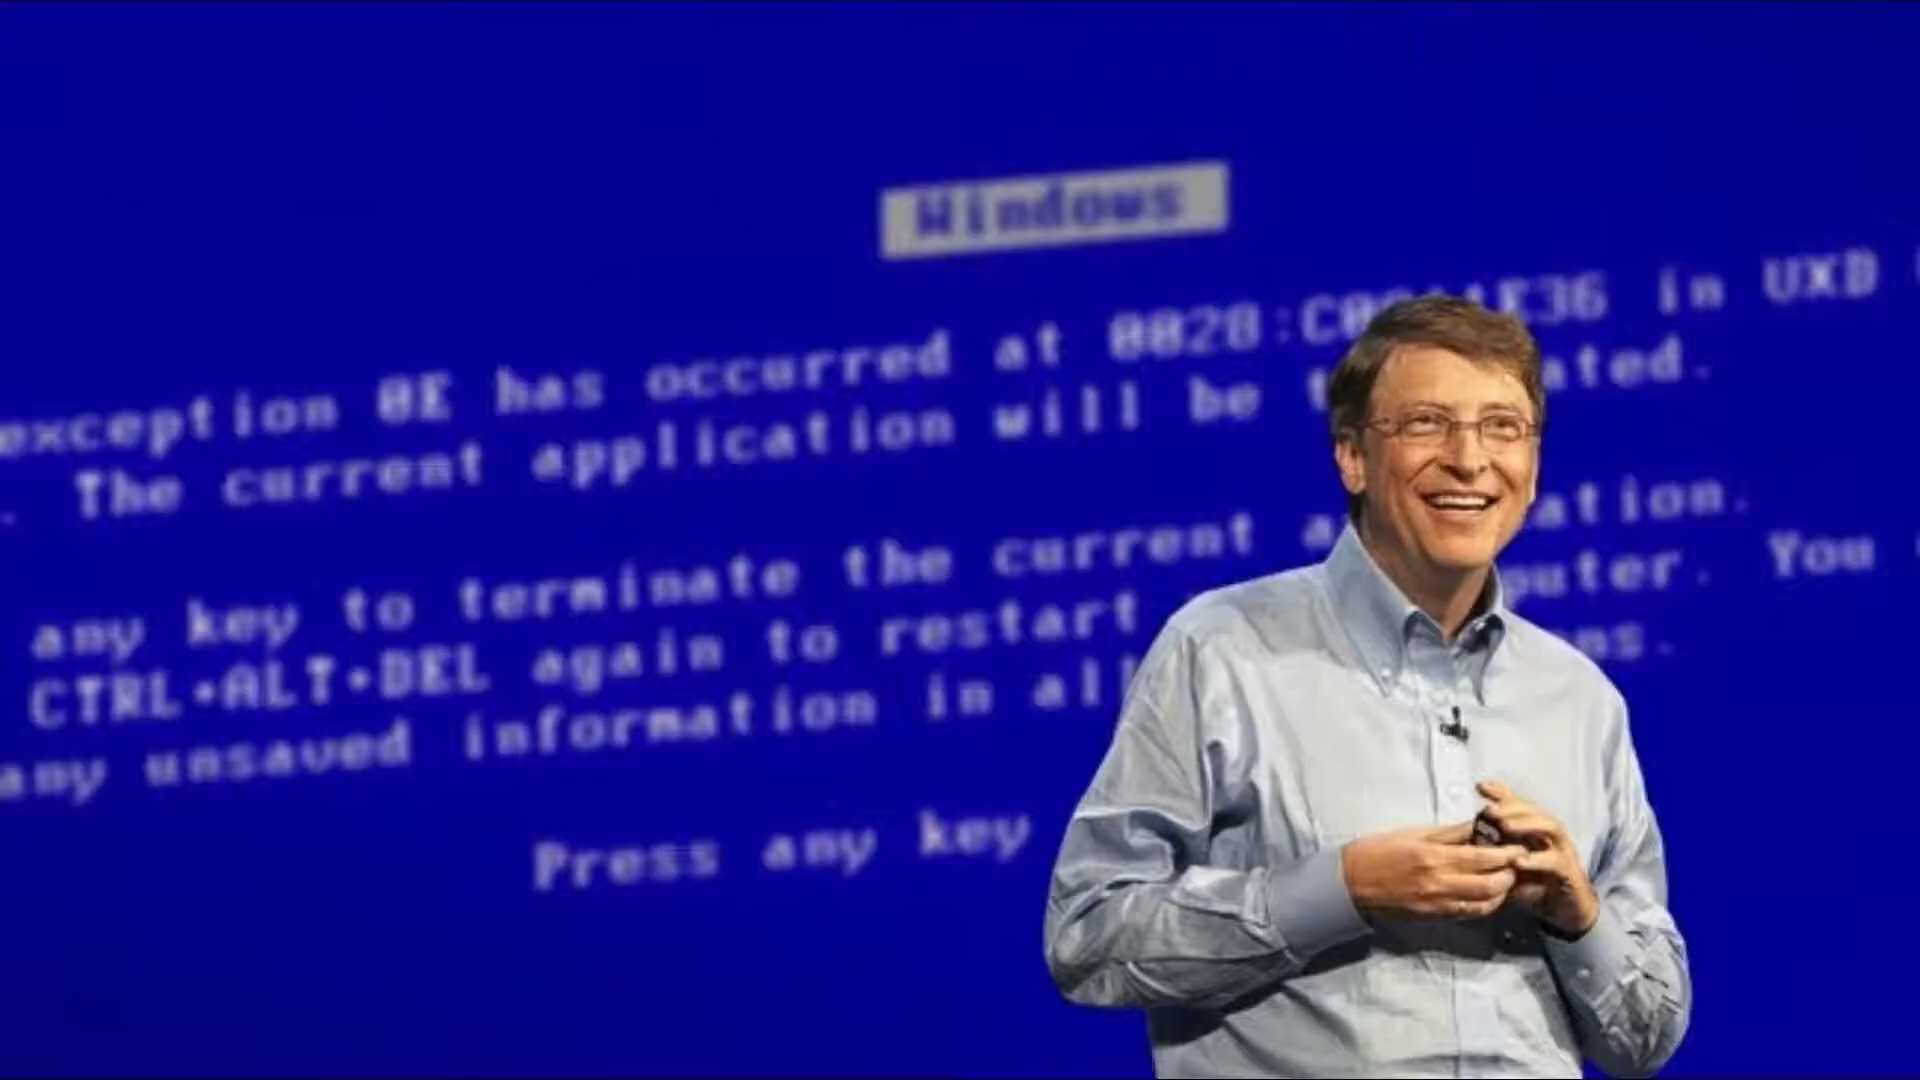 Windows
exception 0E has occurred at 0028: E36 in UXD
. The current application will be ated.
any key to terminate the current a ation.
CTRL+ALT+DEL again to restart puter. You
any unsaved information in all ns.
Press any key